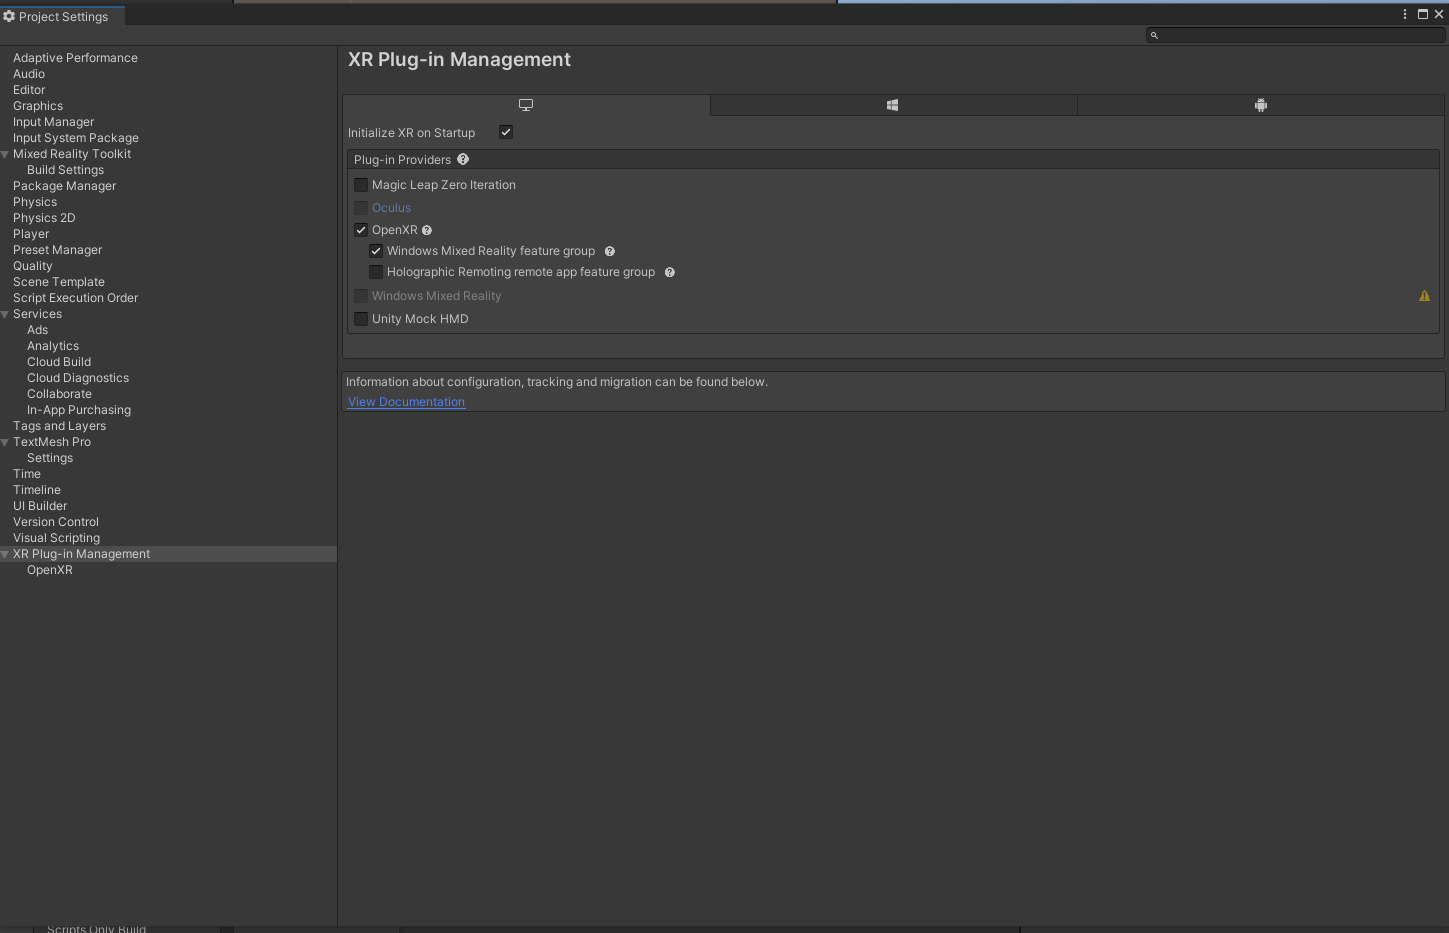 Project Settings
XR Plug-in Management
Adaptive Performance
Audio
Editor
Graphics
Input Manager
Input System Package
Mixed Reality Toolkit
Build Settings
Package Manager
Physics
Physics 2D
Player
Preset Manager
Quality
Scene Template
Script Execution Order
Services
Ads
Analytics
Cloud Build
Cloud Diagnostics
Collaborate
In-App Purchasing
Tags and Layers
TextMesh Pro
Settings
Time
Timeline
UI Builder
Version Control
Visual Scripting
XR Plug-in Management
OpenXR
Initialize XR on Startup
Plug-in Providers
Magic Leap Zero Iteration
Oculus
OpenXR
Windows Mixed Reality feature group
Holographic Remoting remote app feature group
Windows Mixed Reality
Unity Mock HMD
Information about configuration, tracking and migration can be found below.
View Documentation
Scripts Only Build